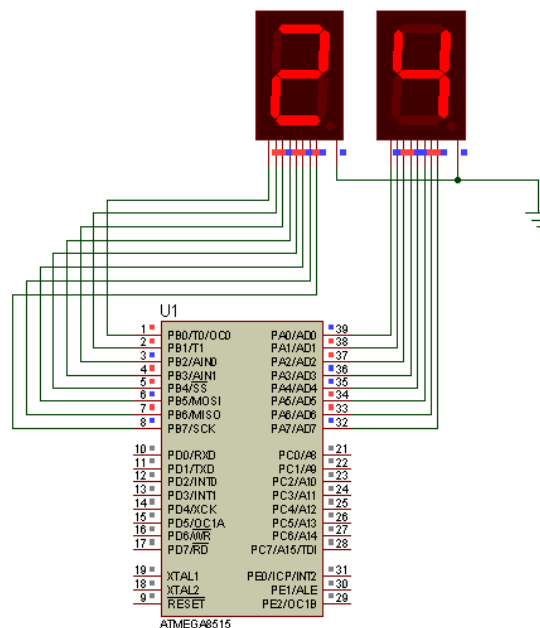 2 4
U1
1 PB0/T0/OC0 PA0/AD0 39
2 PB1/T1 PA1/AD1 38
3 PB2/AIN0 PA2/AD2 37
4 PB3/AIN1 PA3/AD3 36
5 PB4/SS PA4/AD4 35
6 PB5/MOSI PA5/AD5 34
7 PB6/MISO PA6/AD6 33
8 PB7/SCK PA7/AD7 32
10 PD0/RXD PC0/A8 21
11 PD1/TXD PC1/A9 22
12 PD2/INT0 PC2/A10 23
13 PD3/INT1 PC3/A11 24
14 PD4/XCK PC4/A12 25
15 PD5/OC1A PC5/A13 26
16 PD6/WR PC6/A14 27
17 PD7/RD PC7/A15/TDI 28
19 XTAL1 PE0/ICP/INT2 31
18 XTAL2 PE1/ALE 30
9 RESET PE2/OC1B 29
ATMEGA8515